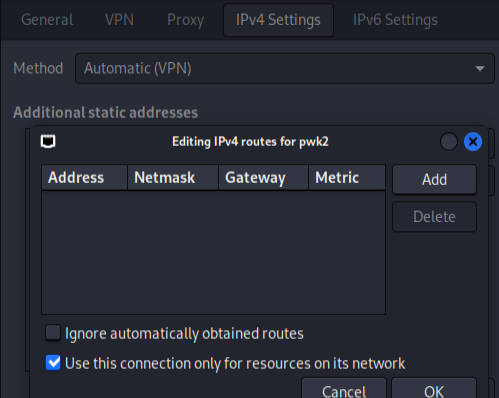 General VPN Proxy IPv4 Settings IPv6 Settings
Method Automatic (VPN)
Additional static addresses
Editing IPv4 routes for pwk2
Address Netmask Gateway Metric
Add
Delete
Ignore automatically obtained routes
Use this connection only for resources on its network
Cancel OK